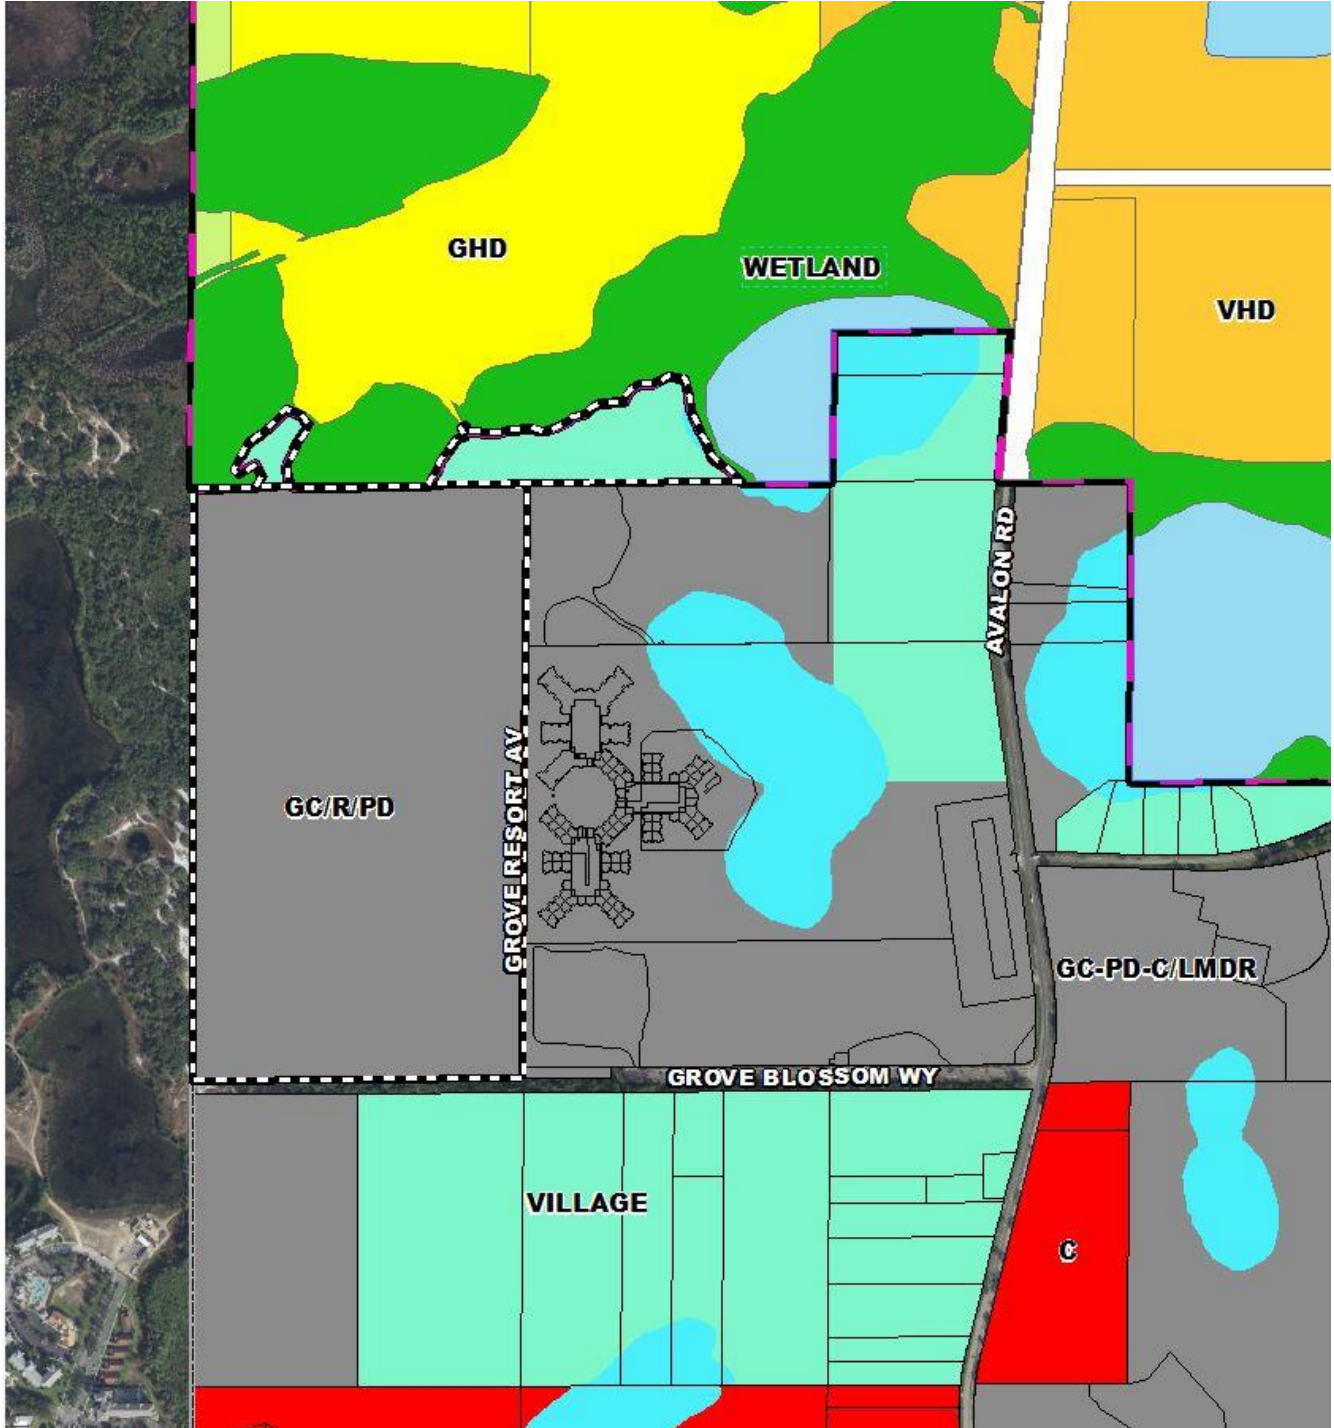 GHD
WETLAND
VHD
AVALON RD
GC/R/PD
GROVE RESORT AV
GC-PD-C/LMDR
GROVE BLOSSOM WY
VILLAGE
C